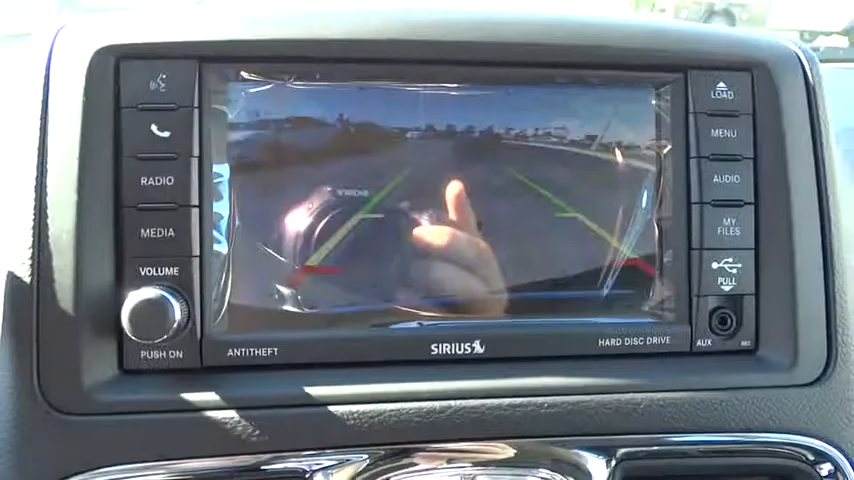 LOAD
MENU
RADIO
AUDIO
MEDIA
MY
FILES
VOLUME
PULL
PUSH ON
ANTITHEFT
SIRIUS
HARD DISC DRIVE
AUX